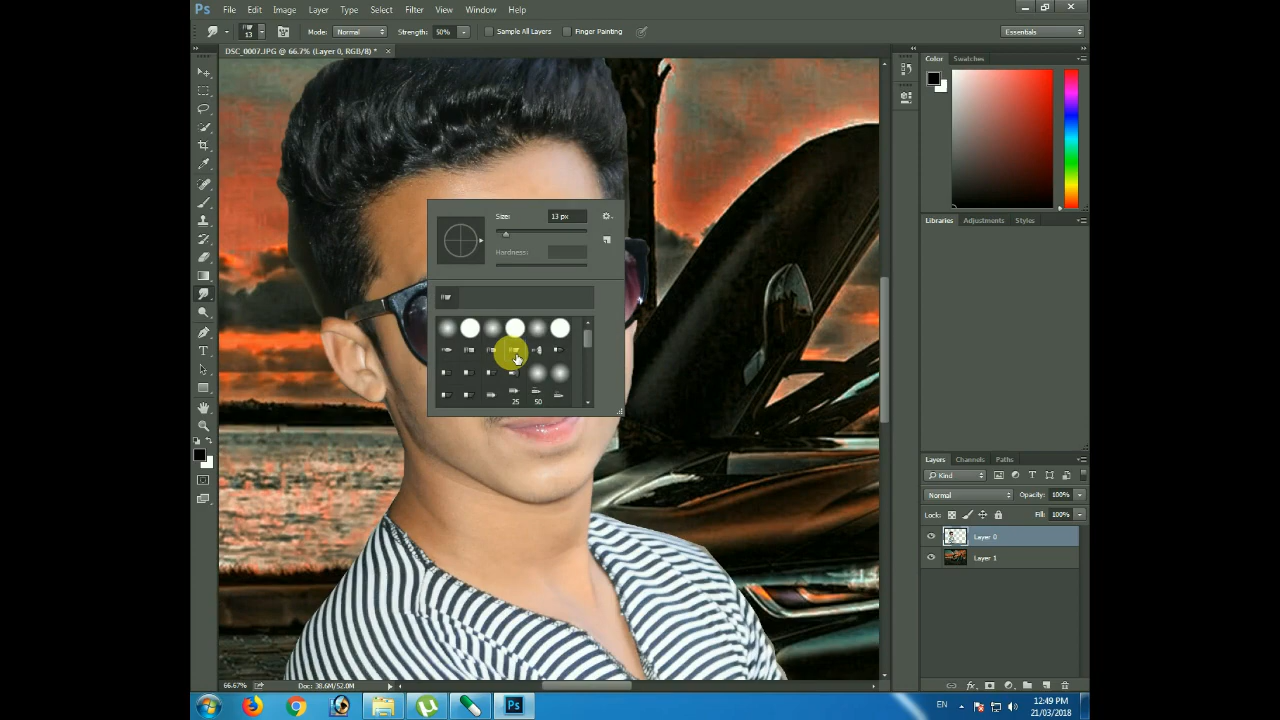 Ps File Edit Image Layer Type Select Filter View Window Help
13 Mode: Normal Strength: 50% Sample All Layers Finger Painting Essentials
DSC_0007.JPG @ 66.7% (Layer 0, RGB/8) *
Color Swatches
Size: 13 px
Hardness:
25 50
Libraries Adjustments Styles
Layers Channels Paths
Kind
Normal Opacity: 100%
Lock: Fill: 100%
Layer 0
Layer 1
66.67% Doc: 38.6M/52.0M
Ps EN 12:49 PM
21/03/2018